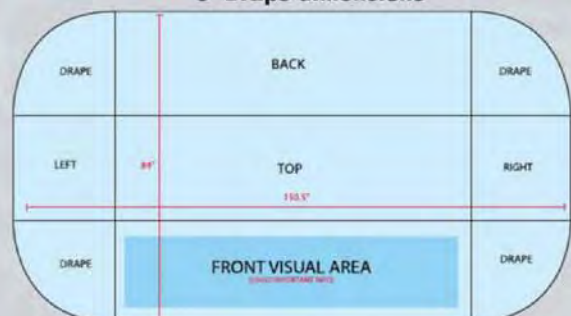 DRAPE
BACK
DRAPE
LEFT
84"
TOP
RIGHT
150.5"
DRAPE
FRONT VISUAL AREA
DRAPE